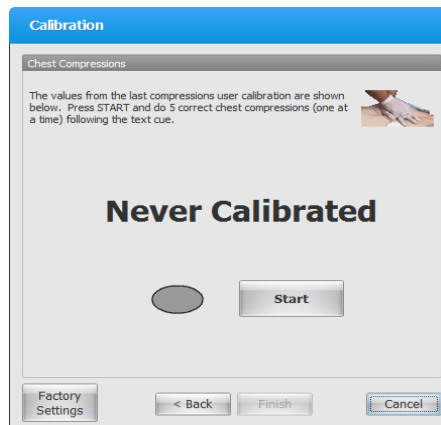 Calibration
Chest Compressions
The values from the last compressions user calibration are shown
below. Press START and do 5 correct chest compressions (one at
a time) following the text cue.
Never Calibrated
Start
Factory
Settings
< Back
Finish
Cancel